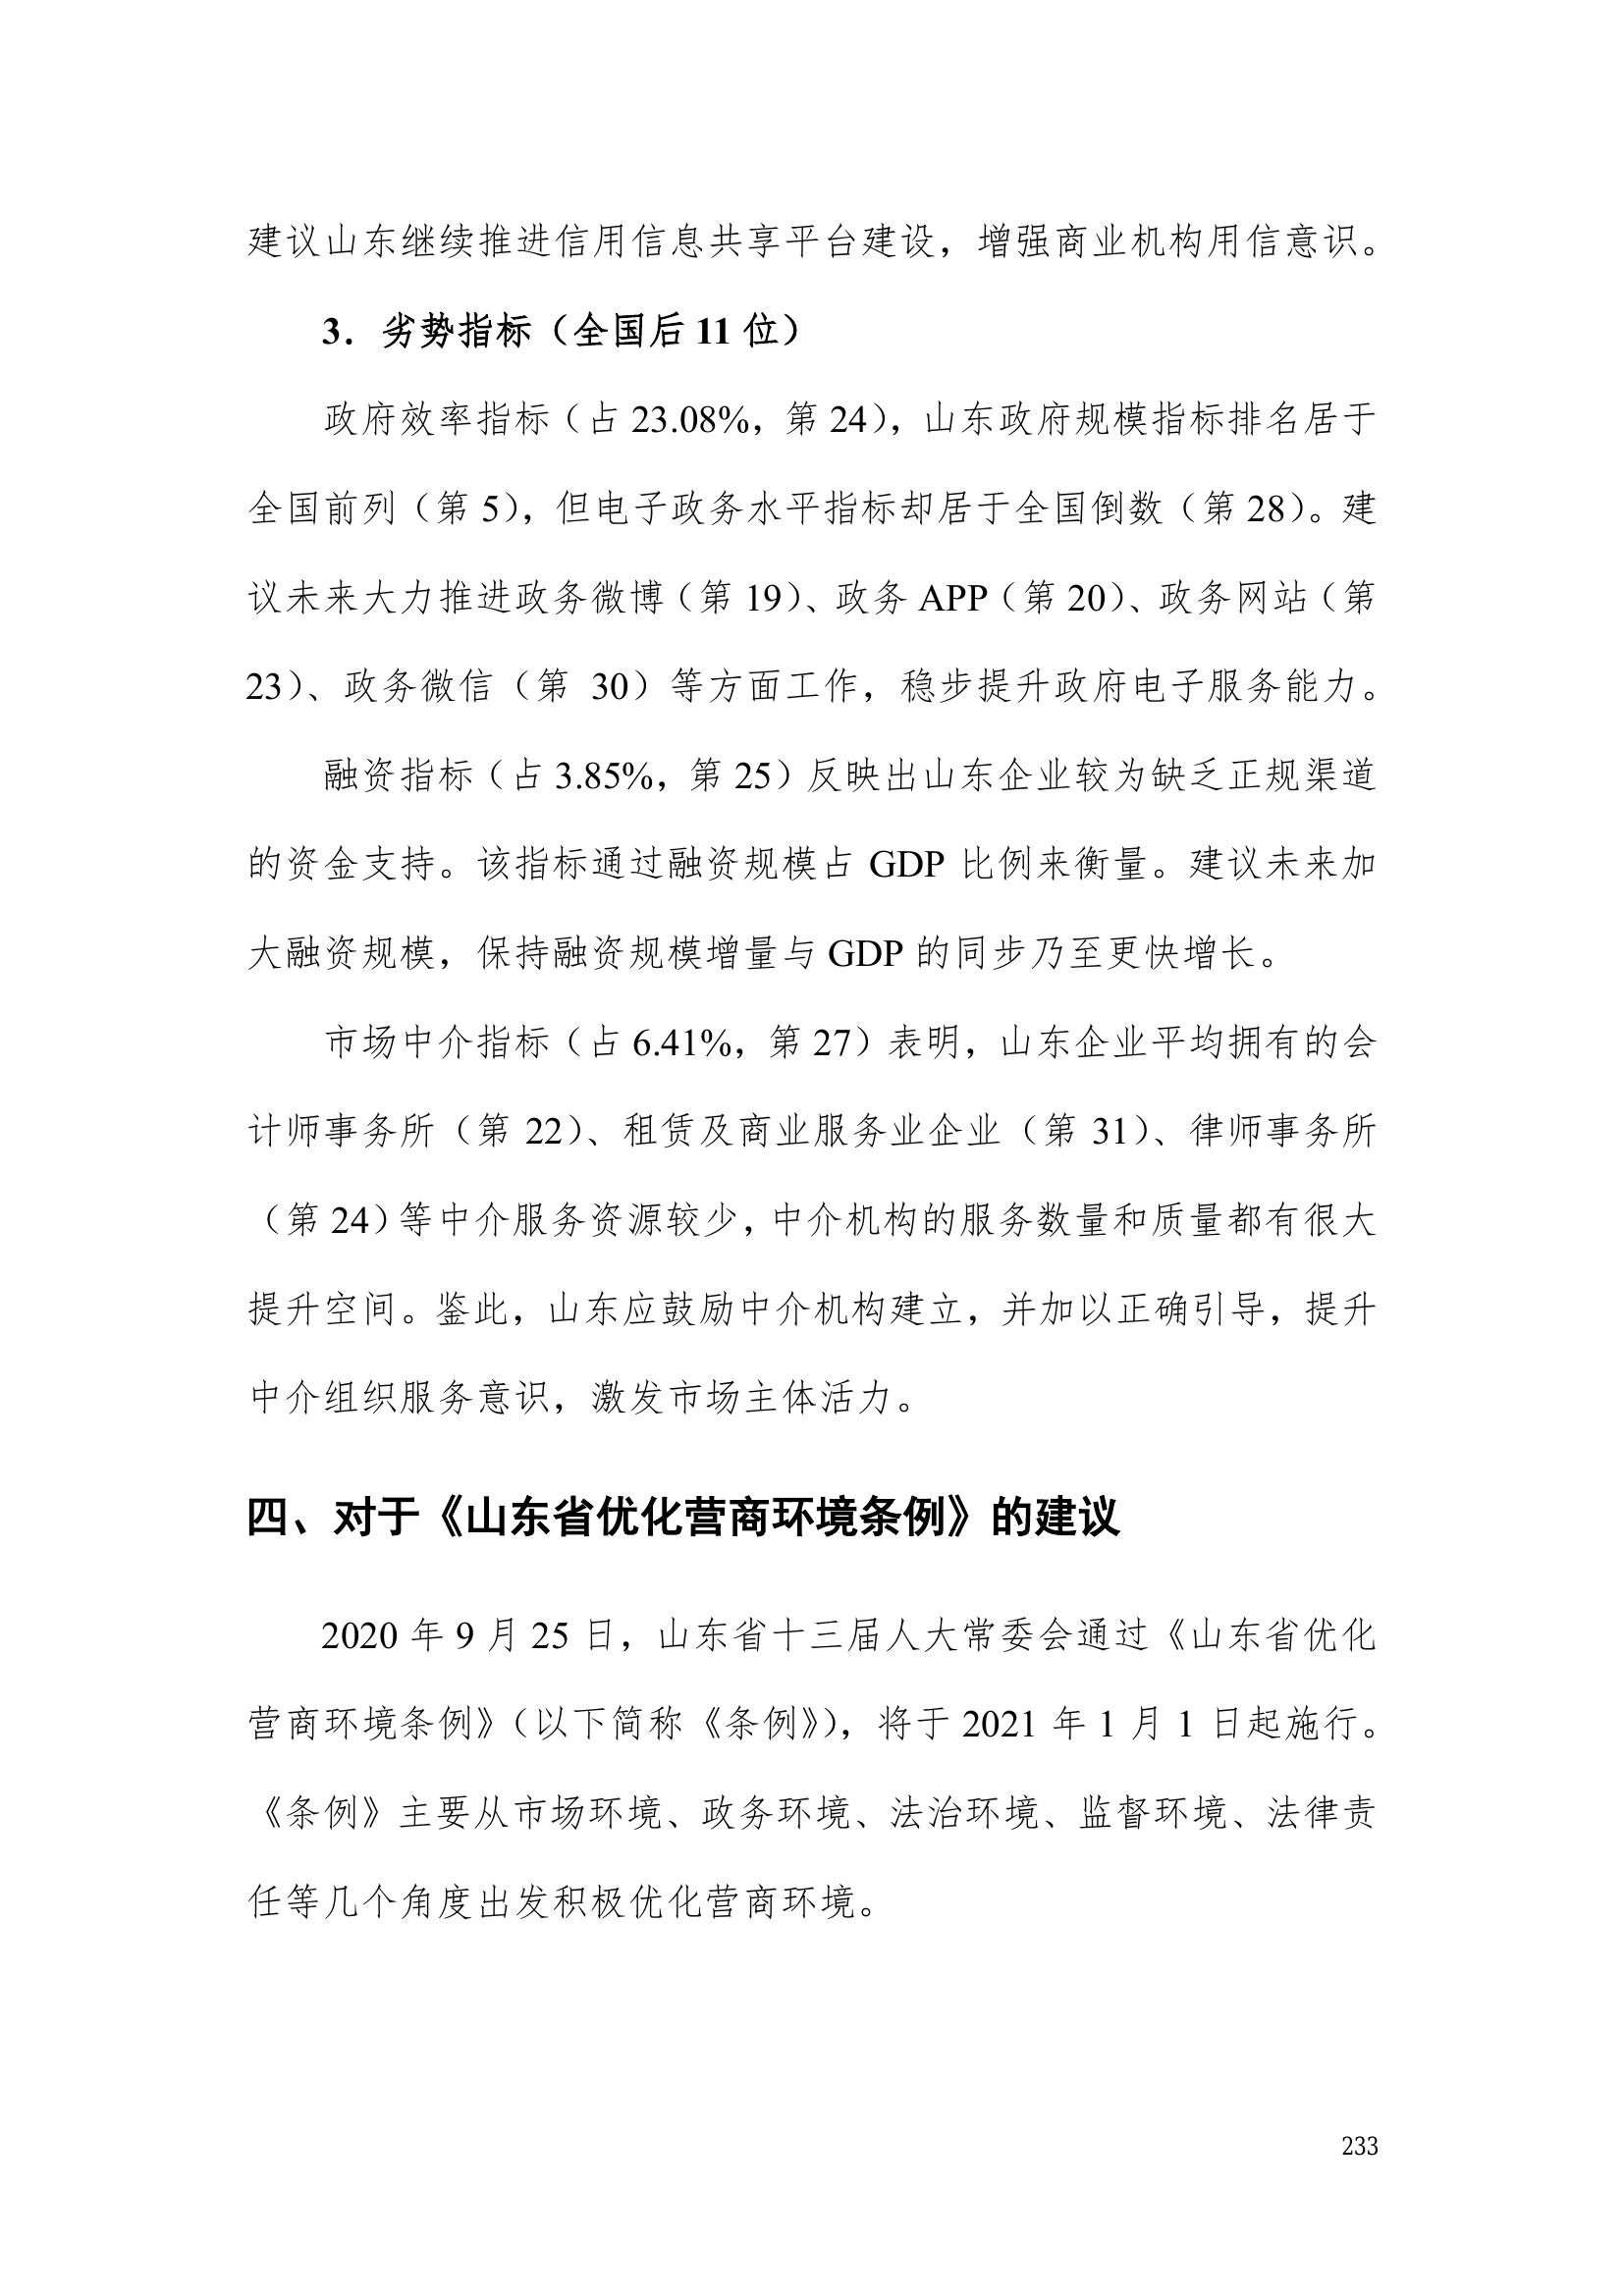 建议山东继续推进信用信息共享平台建设，增强商业机构用信意识。
3．劣势指标（全国后 11 位）
政府效率指标（占 23.08%，第 24），山东政府规模指标排名居于
全国前列（第 5），但电子政务水平指标却居于全国倒数（第 28）。建
议未来大力推进政务微博（第 19）、政务 APP（第 20）、政务网站（第
23）、政务微信（第 30）等方面工作，稳步提升政府电子服务能力。
融资指标（占 3.85%，第 25）反映出山东企业较为缺乏正规渠道
的资金支持。该指标通过融资规模占 GDP 比例来衡量。建议未来加
大融资规模，保持融资规模增量与 GDP 的同步乃至更快增长。
市场中介指标（占 6.41%，第 27）表明，山东企业平均拥有的会
计师事务所（第 22）、租赁及商业服务业企业（第 31）、律师事务所
（第 24）等中介服务资源较少，中介机构的服务数量和质量都有很大
提升空间。鉴此，山东应鼓励中介机构建立，并加以正确引导，提升
中介组织服务意识，激发市场主体活力。
四、对于《山东省优化营商环境条例》的建议
2020 年 9 月 25 日，山东省十三届人大常委会通过《山东省优化
营商环境条例》（以下简称《条例》），将于 2021 年 1 月 1 日起施行。
《条例》主要从市场环境、政务环境、法治环境、监督环境、法律责
任等几个角度出发积极优化营商环境。
233